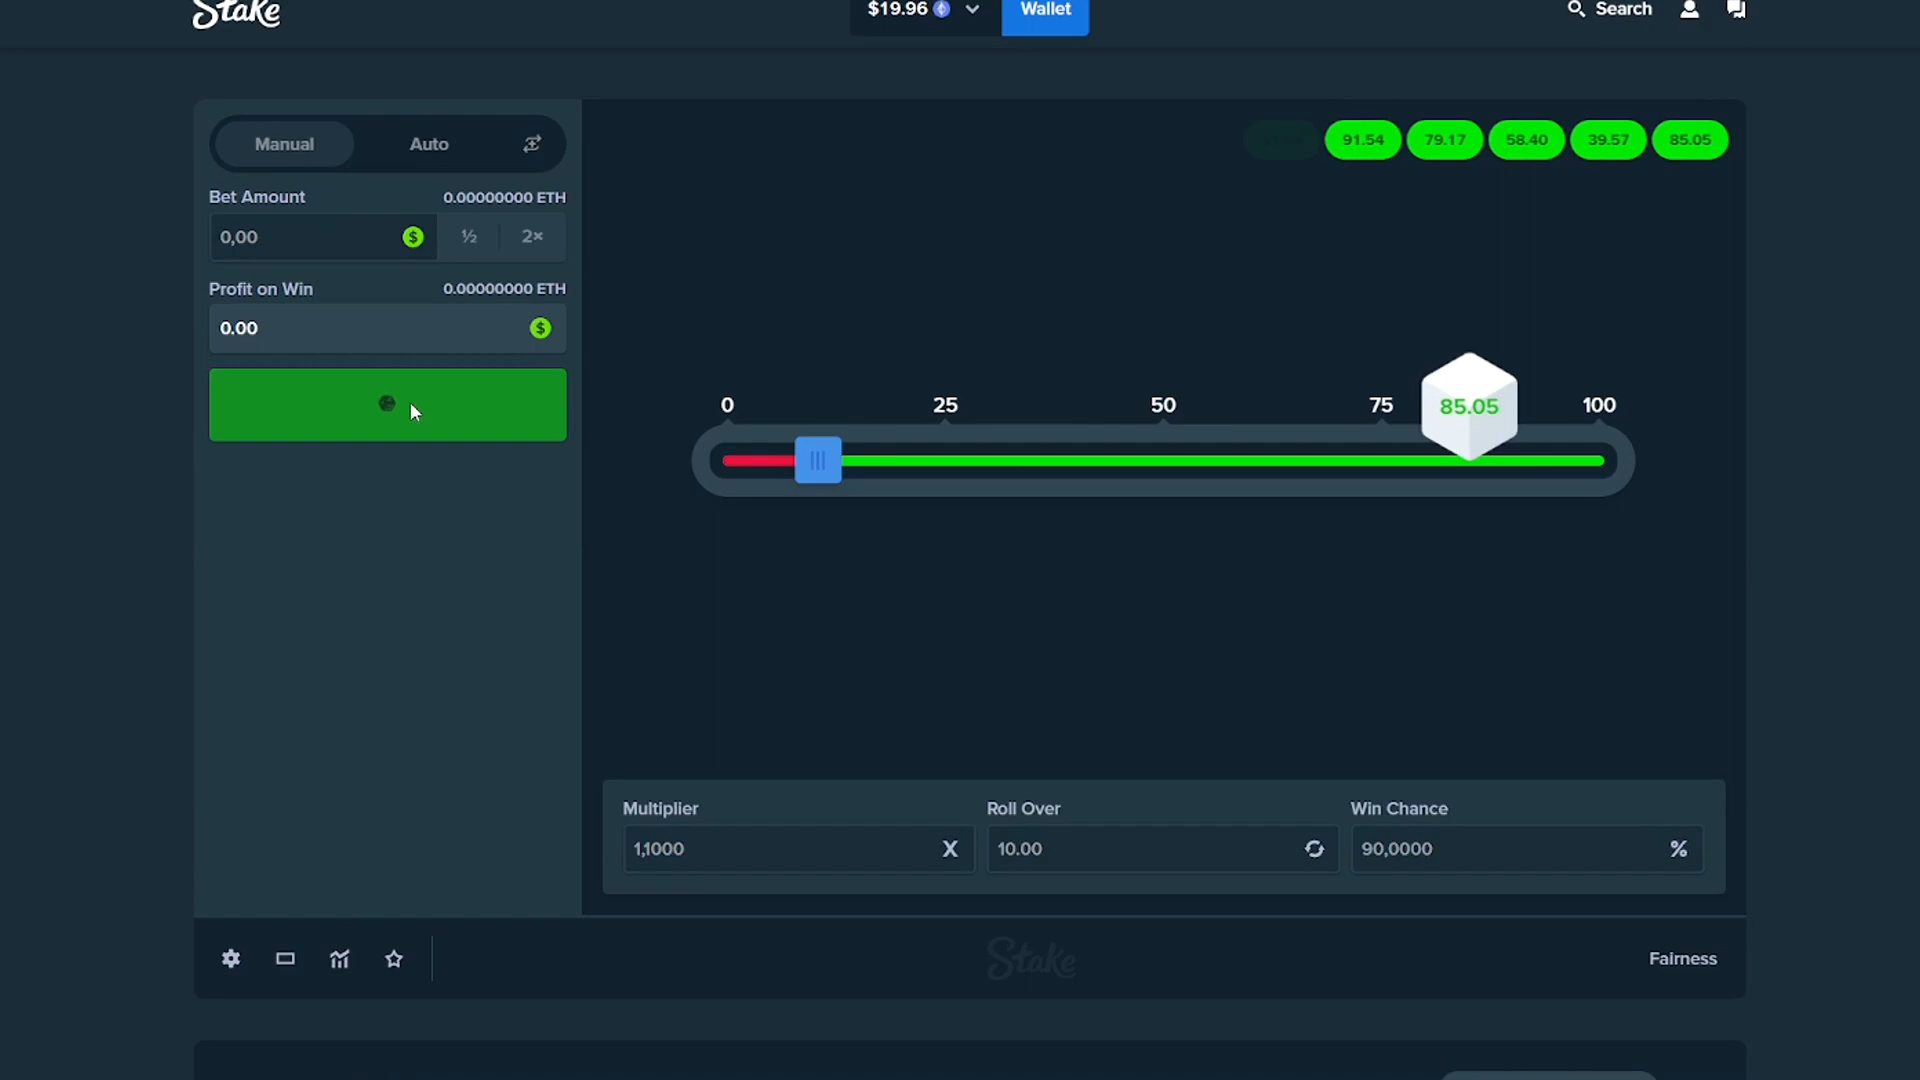 Stake
$19.96
Wallet
Search
Manual
Auto
91.54
79.17
58.40
39.57
85.05
Bet Amount
0.00000000 ETH
0,00
$
½
2×
Profit on Win
0.00000000 ETH
0.00
$
0
25
50
75
100
85.05
Multiplier
Roll Over
Win Chance
1,1000
X
10.00
90,0000
%
Stake
Fairness